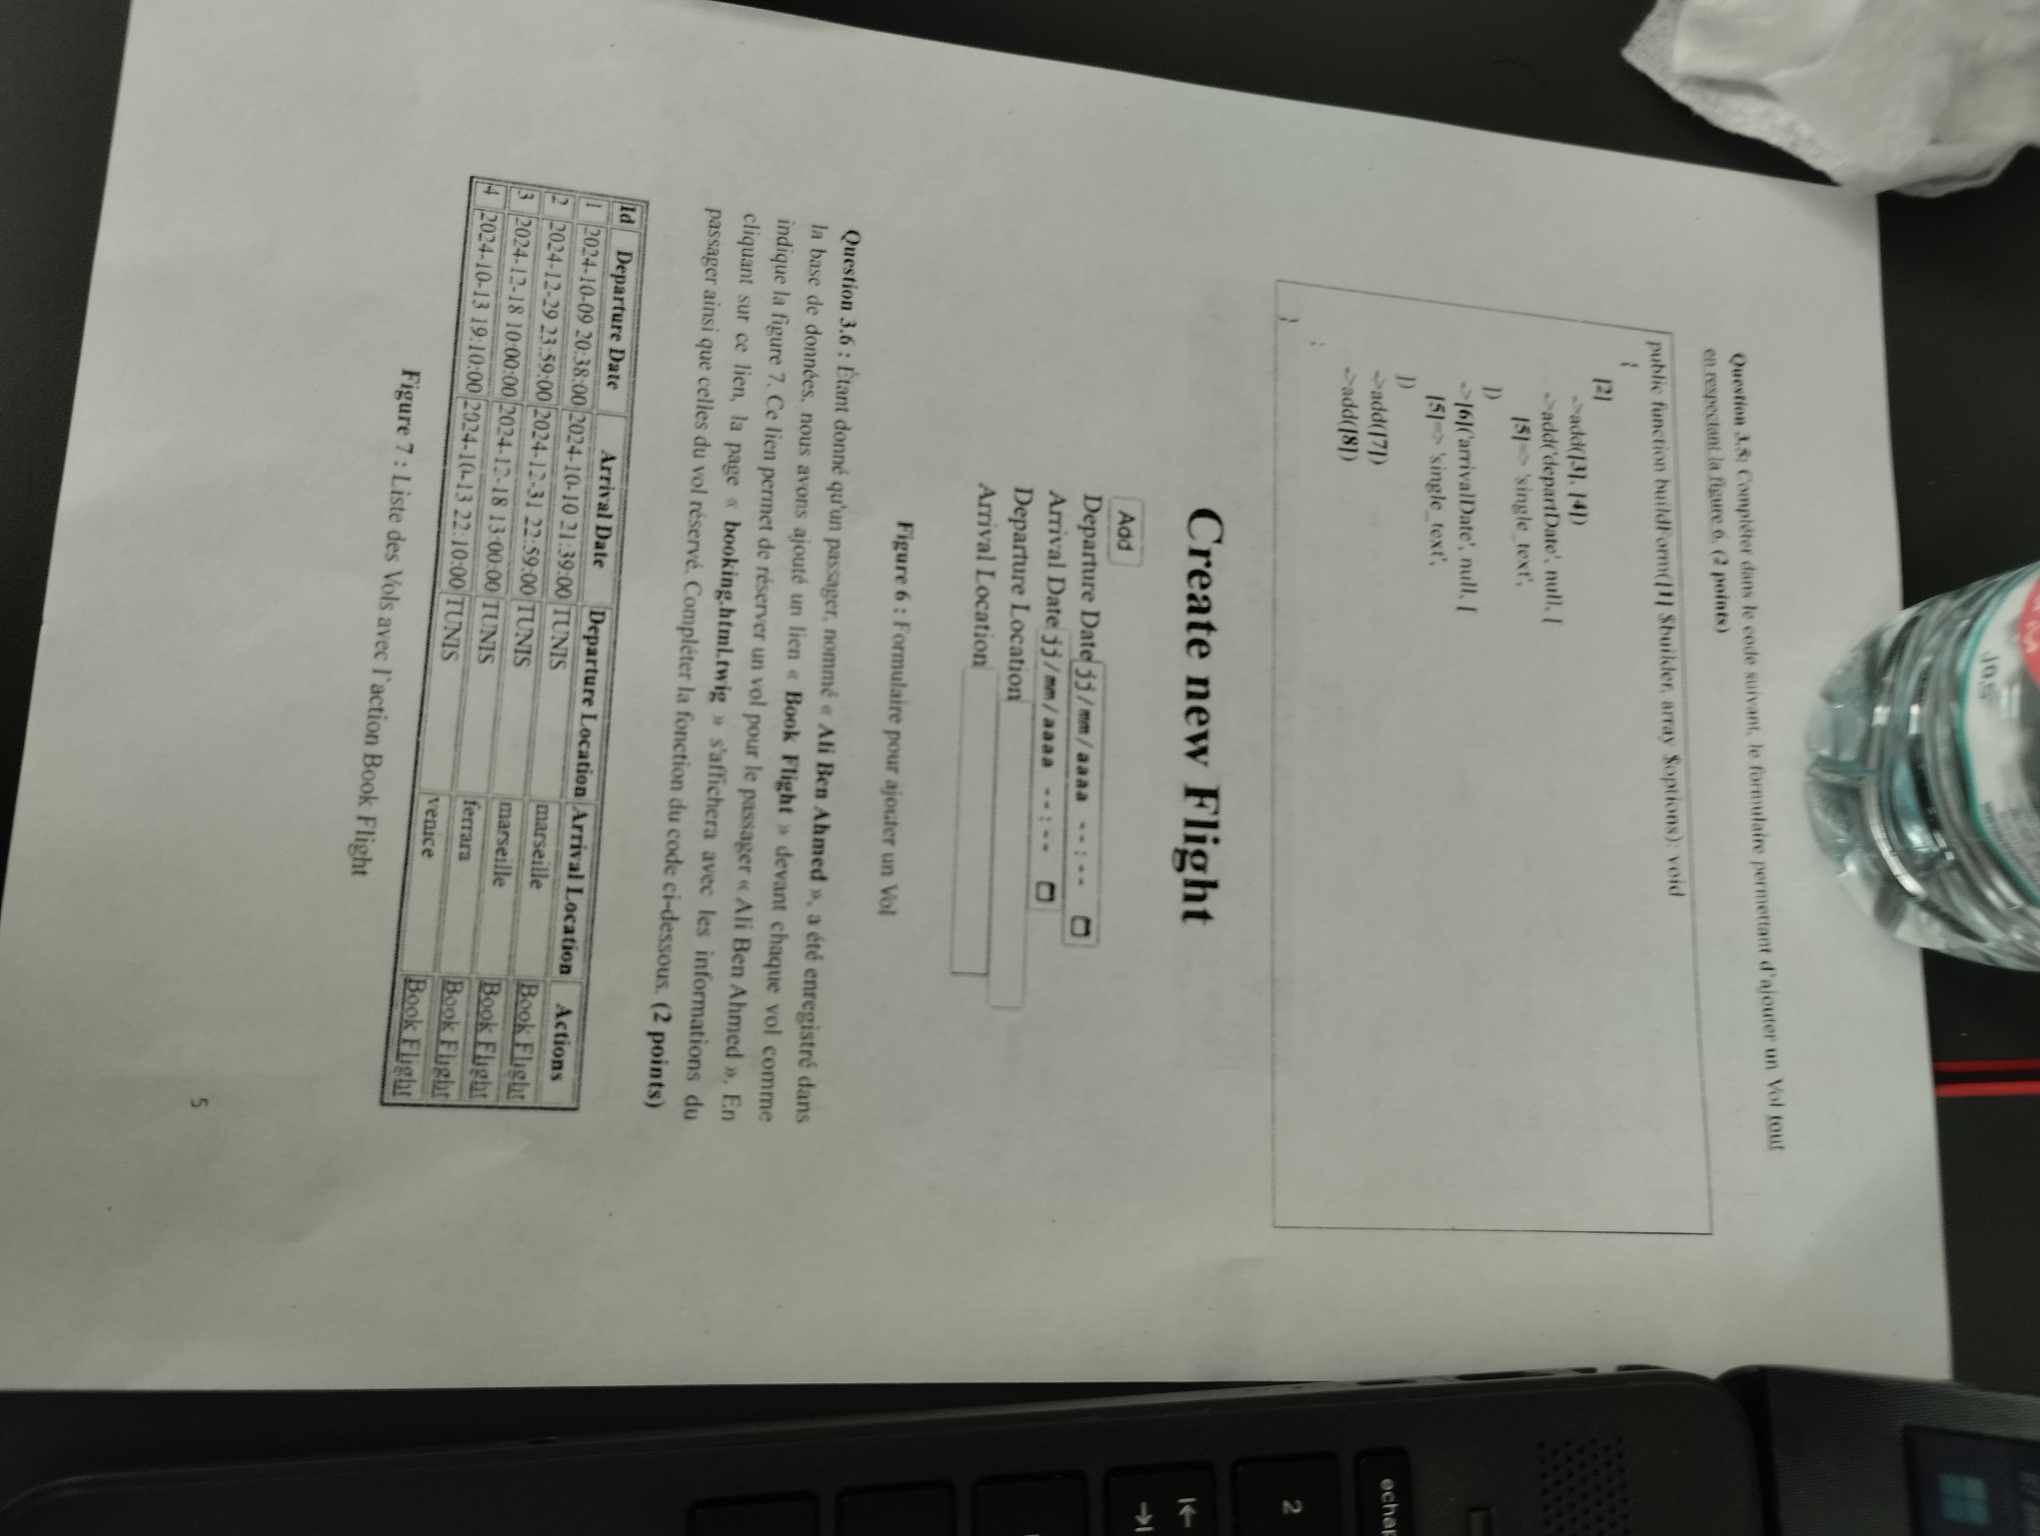 Question 3.5: Compléter dans le code suivant, le formulaire permettant d'ajouter un Vol tout
en respectant la figure 6. (2 points)
public function buildForm([1] $builder, array $options): void
{
[2]
->add([3], [4])
->add('departDate', null, [
[5]=> 'single_text',
])
->[6]('arrivalDate', null, [
[5]=> 'single_text',
])
->add([7])
->add([8])
;
}
Create new Flight
Add
Departure Date jj/mm/aaaa --:--
Arrival Date jj/mm/aaaa --:--
Departure Location
Arrival Location
Figure 6 : Formulaire pour ajouter un Vol
Question 3.6 : Étant donné qu'un passager, nommé « Ali Ben Ahmed », a été enregistré dans
la base de données, nous avons ajouté un lien « Book Flight » devant chaque vol comme
indique la figure 7. Ce lien permet de réserver un vol pour le passager « Ali Ben Ahmed ». En
cliquant sur ce lien, la page « booking.html.twig » s'affichera avec les informations du
passager ainsi que celles du vol réservé. Compléter la fonction du code ci-dessous. (2 points)
Id Departure Date Arrival Date Departure Location Arrival Location Actions
1 2024-10-09 20:38:00 2024-10-10 21:39:00 TUNIS marseille Book Flight
2 2024-12-29 23:59:00 2024-12-31 22:59:00 TUNIS marseille Book Flight
3 2024-12-18 10:00:00 2024-12-18 13:00:00 TUNIS ferrara Book Flight
4 2024-10-13 19:10:00 2024-10-13 22:10:00 TUNIS venice Book Flight
Figure 7 : Liste des Vols avec l'action Book Flight
5
echap
2